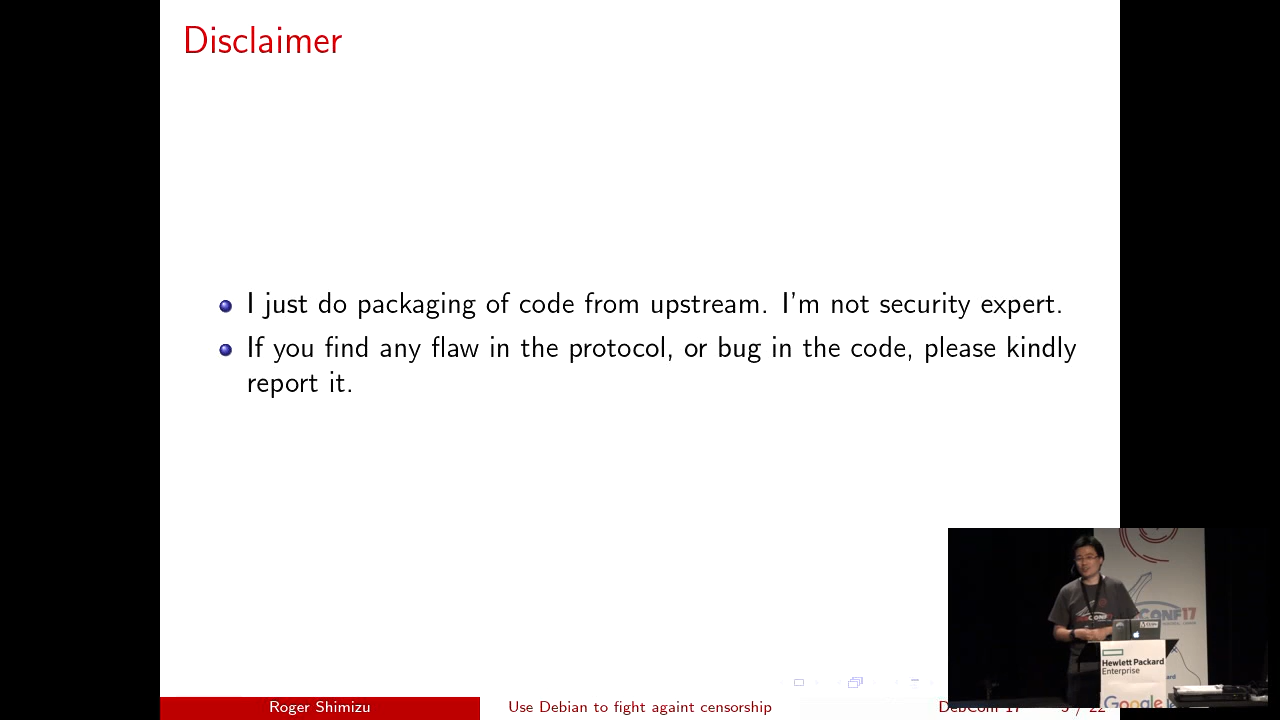 Disclaimer
I just do packaging of code from upstream. I'm not security expert.
If you find any flaw in the protocol, or bug in the code, please kindly
report it.
CONF17
Hewlett Packard
Enterprise
Google
Roger Shimizu
Use Debian to fight againt censorship
DebConf 17